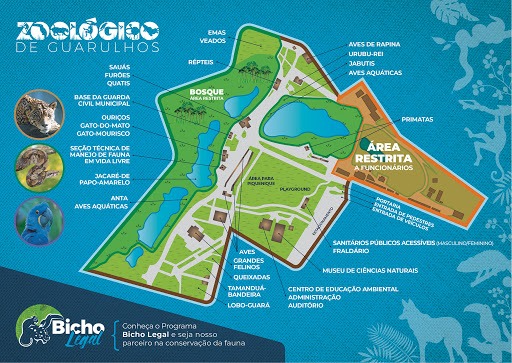 ZOOLÓGICO
DE GUARULHOS
EMAS
VEADOS
RÉPTEIS
SAUÁS
FURÕES
QUATIS
BASE DA GUARDA
CIVIL MUNICIPAL
OURIÇOS
GATO-DO-MATO
GATO-MOURISCO
SEÇÃO TÉCNICA DE
MANEJO DE FAUNA
EM VIDA LIVRE
JACARÉ-DE
PAPO-AMARELO
ANTA
AVES AQUÁTICAS
BOSQUE
ÁREA RESTRITA
AVES DE RAPINA
URUBU-REI
JABUTIS
AVES AQUÁTICAS
PRIMATAS
ÁREA
RESTRITA
A FUNCIONÁRIOS
ÁREA PARA
PIQUENIQUE
PLAYGROUND
ESTACIONAMENTO
PORTARIA
ENTRADA DE PEDESTRES
ENTRADA DE VEÍCULOS
SANITÁRIOS PÚBLICOS ACESSÍVEIS (MASCULINO/FEMININO)
FRALDÁRIO
MUSEU DE CIÊNCIAS NATURAIS
CENTRO DE EDUCAÇÃO AMBIENTAL
ADMINISTRAÇÃO
AUDITÓRIO
AVES
GRANDES
FELINOS
QUEIXADAS
TAMANDUÁ-
BANDEIRA
LOBO-GUARÁ
Bicho
Legal
Conheça o Programa
Bicho Legal e seja nosso
parceiro na conservação da fauna